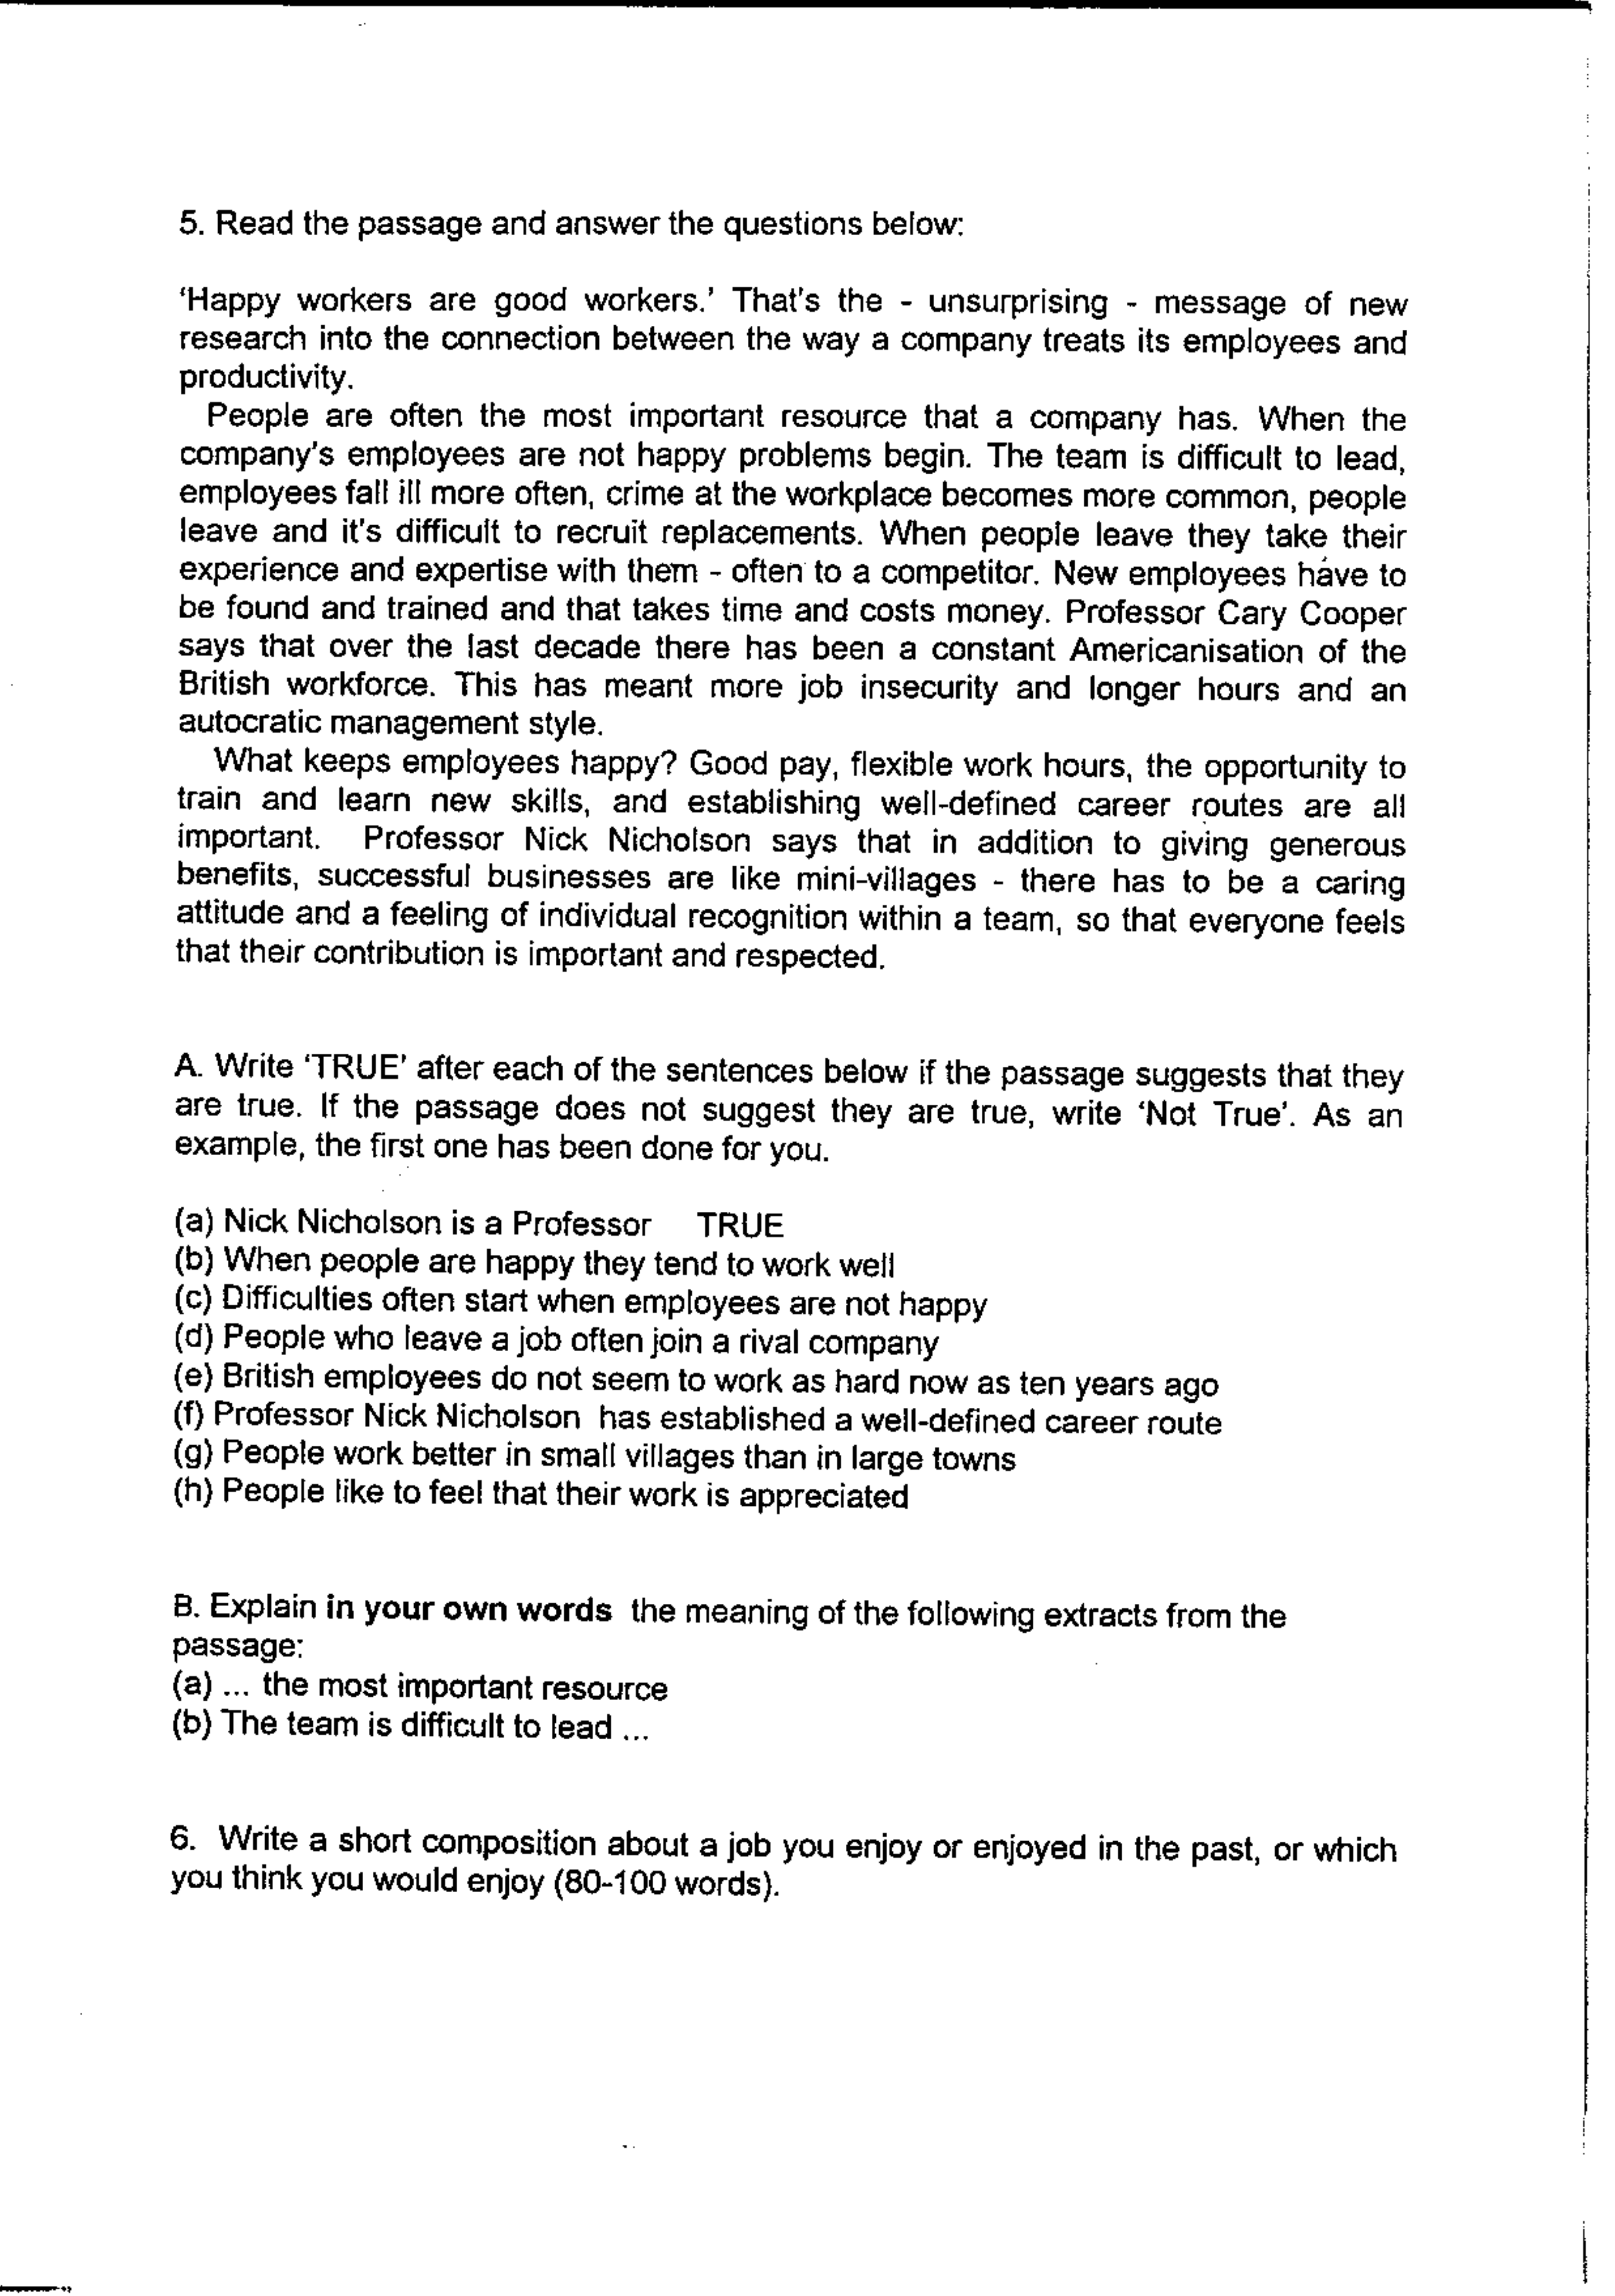 5. Read the passage and answer the questions below:
‘Happy workers are good workers.’ That's the - unsurprising - message of new
research into the connection between the way a company treats its employees and
productivity.
People are often the most important resource that a company has. When the
company's employees are not happy problems begin. The team is difficult to lead,
employees fall ill more often, crime at the workplace becomes more common, people
leave and it's difficult to recruit replacements. When people leave they take their
experience and expertise with them - often to a competitor. New employees have to
be found and trained and that takes time and costs money. Professor Cary Cooper
says that over the last decade there has been a constant Americanisation of the
British workforce. This has meant more job insecurity and longer hours and an
autocratic management style.
What keeps employees happy? Good pay, flexible work hours, the opportunity to
train and learn new skills, and establishing well-defined career routes are all
important. Professor Nick Nicholson says that in addition to giving generous
benefits, successful businesses are like mini-villages - there has to be a caring
attitude and a feeling of individual recognition within a team, so that everyone feels
that their contribution is important and respected.
A. Write ‘TRUE’ after each of the sentences below if the passage suggests that they
are true. If the passage does not suggest they are true, write ‘Not True’. As an
example, the first one has been done for you.
(a) Nick Nicholson is a Professor TRUE
(b) When people are happy they tend to work well
(c) Difficulties often start when employees are not happy
(d) People who leave a job often join a rival company
(e) British employees do not seem to work as hard now as ten years ago
(f) Professor Nick Nicholson has established a well-defined career route
(g) People work better in small villages than in large towns
(h) People like to feel that their work is appreciated
B. Explain in your own words the meaning of the following extracts from the
passage:
(a) ... the most important resource
(b) The team is difficult to lead ...
6. Write a short composition about a job you enjoy or enjoyed in the past, or which
you think you would enjoy (80-100 words).